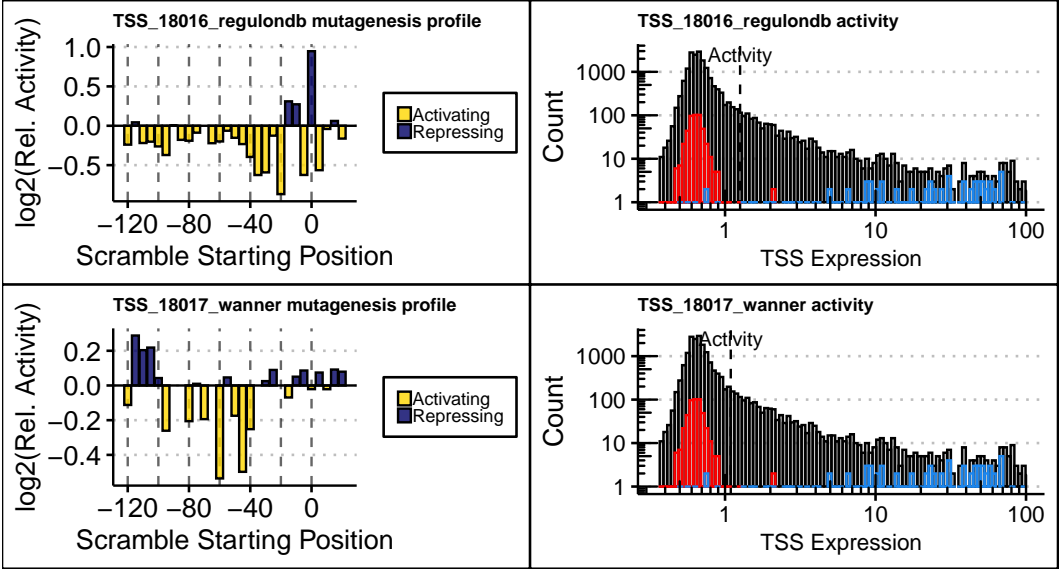 TSS_18016_regulondb mutagenesis profile
log2(Rel. Activity)
1.0
0.5
0.0
−0.5
−120
−80
−40
0
Scramble Starting Position
Activating
Repressing
TSS_18016_regulondb activity
Activity
Count
1000
100
10
1
1
10
100
TSS Expression
TSS_18017_wanner mutagenesis profile
log2(Rel. Activity)
0.2
0.0
−0.2
−0.4
−120
−80
−40
0
Scramble Starting Position
Activating
Repressing
TSS_18017_wanner activity
Activity
Count
1000
100
10
1
1
10
100
TSS Expression